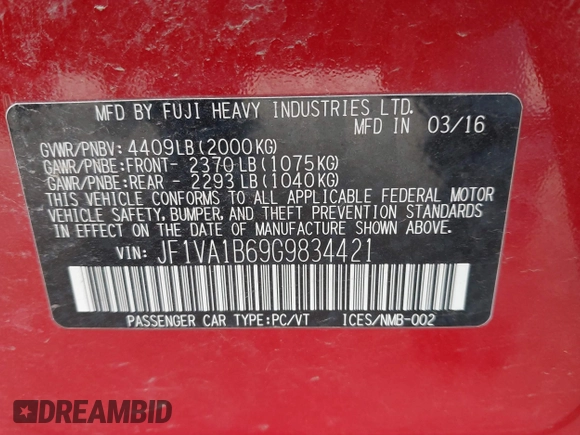 MFD BY FUJI HEAVY INDUSTRIES LTD.
MFD IN 03/16
GVWR/PNBV: 4409LB(2000KG)
GAWR/PNBE:FRONT- 2370LB(1075KG)
GAWR/PNBE:REAR - 2293LB(1040KG)
THIS VEHICLE CONFORMS TO ALL APPLICABLE FEDERAL MOTOR
VEHICLE SAFETY, BUMPER, AND THEFT PREVENTION STANDARDS
IN EFFECT ON THE DATE OF MANUFACTURE SHOWN ABOVE.
VIN: JF1VA1B69G9834421
PASSENGER CAR TYPE:PC/VT ICES/NMB-002
DREAMBID